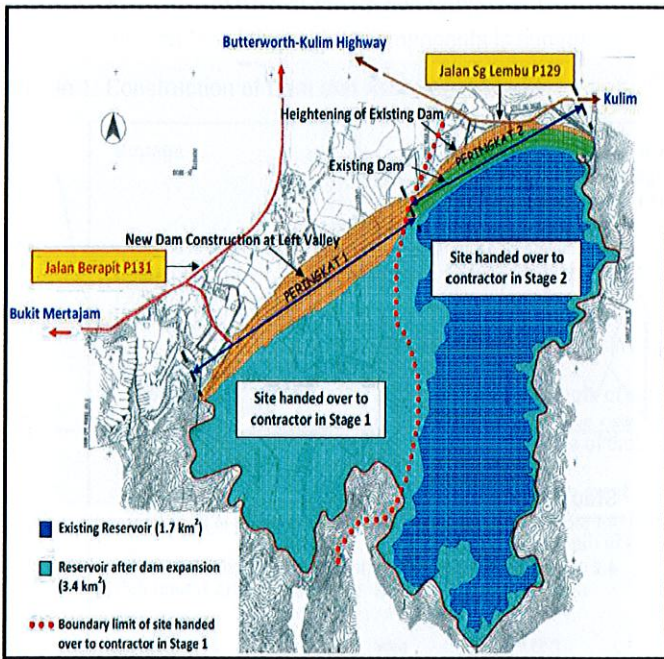 Butterworth-Kulim Highway
Jalan Sg Lembu P129
Kulim
Heightening of Existing Dam
PERINGKAT 2
Existing Dam
New Dam Construction at Left Valley
PERINGKAT 1
Jalan Berapit P131
Bukit Mertajam
Site handed over to
contractor in Stage 2
Site handed over to
contractor in Stage 1
Existing Reservoir (1.7 km²)
Reservoir after dam expansion
(3.4 km²)
Boundary limit of site handed
over to contractor in Stage 1